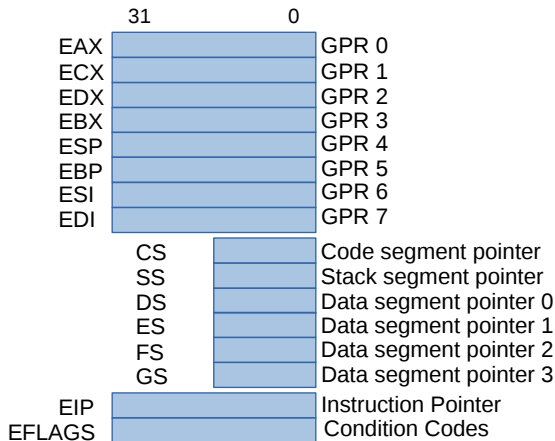 31 0
EAX GPR 0
ECX GPR 1
EDX GPR 2
EBX GPR 3
ESP GPR 4
EBP GPR 5
ESI GPR 6
EDI GPR 7
CS Code segment pointer
SS Stack segment pointer
DS Data segment pointer 0
ES Data segment pointer 1
FS Data segment pointer 2
GS Data segment pointer 3
EIP Instruction Pointer
EFLAGS Condition Codes